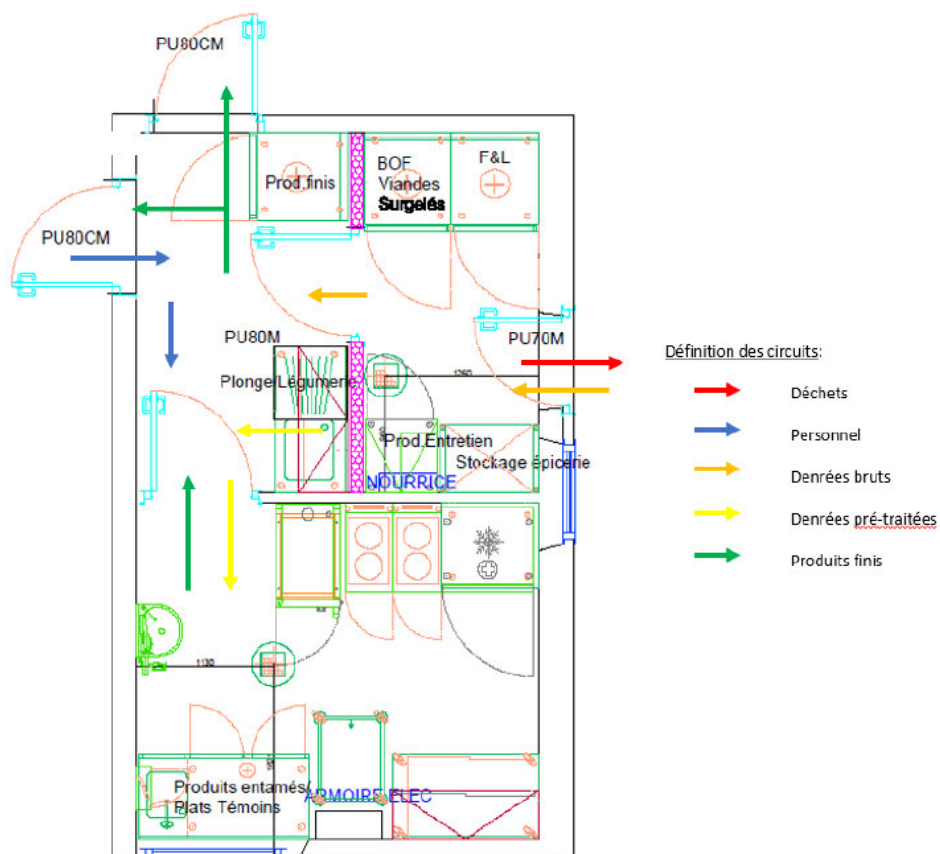 PU80CM
Prod,finis
BOF
Viandes
Surgelés
F&L
PU80CM
PU80M
PU70M
Plonge/Légumerie
1260
Prod,Entretien
Stockage épicerie
NOURRICE
1130
Produits entamés/
Plats Témoins
ARMOIRE ELEC
Définition des circuits:
Déchets
Personnel
Denrées bruts
Denrées pré-traitées
Produits finis